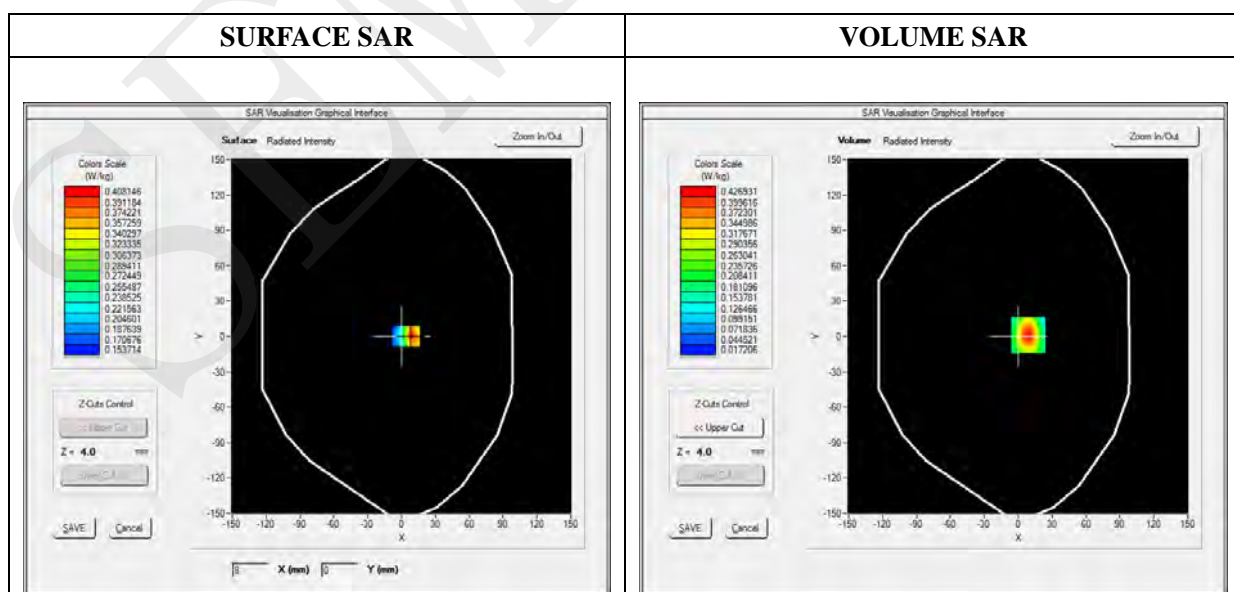 SURFACE SAR
VOLUME SAR
SAR Visualisation Graphical Interface
Surface Radiated Intensity
Zoom In/Out
Colors Scale
(W/kg)
0.408146
0.391184
0.374221
0.357259
0.340297
0.323335
0.306373
0.289411
0.272449
0.255487
0.238525
0.221563
0.204601
0.187639
0.170676
0.153714
150
120
90
60
30
0
-30
-60
-90
-120
-150
Y
-150 -120 -90 -60 -30 0 30 60 90 120 150
X
Z-Cuts Control
<< Upper Cut
Z = 4.0 mm
SAVE Cancel
8 X (mm) 0 Y (mm)
SAR Visualisation Graphical Interface
Volume Radiated Intensity
Zoom In/Out
Colors Scale
(W/kg)
0.426931
0.399616
0.372301
0.344986
0.317671
0.290356
0.263041
0.235726
0.208411
0.181096
0.153781
0.126466
0.099151
0.071836
0.044521
0.017206
150
120
90
60
30
0
-30
-60
-90
-120
-150
Y
-150 -120 -90 -60 -30 0 30 60 90 120 150
X
Z-Cuts Control
<< Upper Cut
Z = 4.0 mm
SAVE Cancel